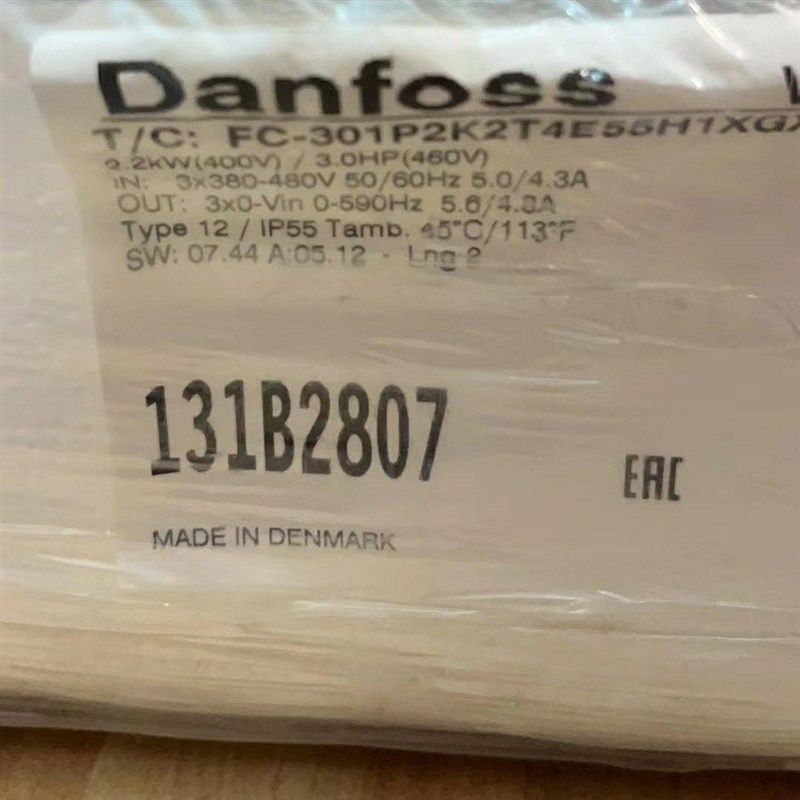 Danfoss
T/C: FC-301P2K2T4E55H1XGX
2.2kW(400V) / 3.0HP(460V)
IN: 3x380-480V 50/60Hz 5.0/4.3A
OUT: 3x0-Vin 0-590Hz 5.6/4.8A
Type 12 / IP55 Tamb. 45°C/113°F
SW: 07.44 A:05.12 - Lng 2
131B2807
EAC
MADE IN DENMARK